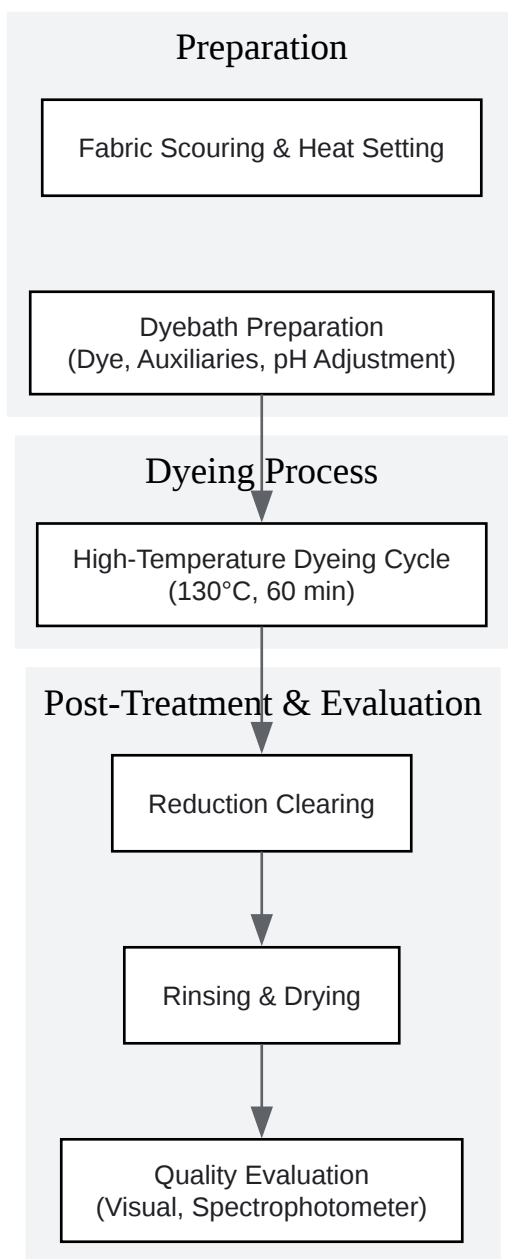 Preparation
Fabric Scouring & Heat Setting
Dyebath Preparation
(Dye, Auxiliaries, pH Adjustment)
Dyeing Process
High-Temperature Dyeing Cycle
(130°C, 60 min)
Post-Treatment & Evaluation
Reduction Clearing
Rinsing & Drying
Quality Evaluation
(Visual, Spectrophotometer)